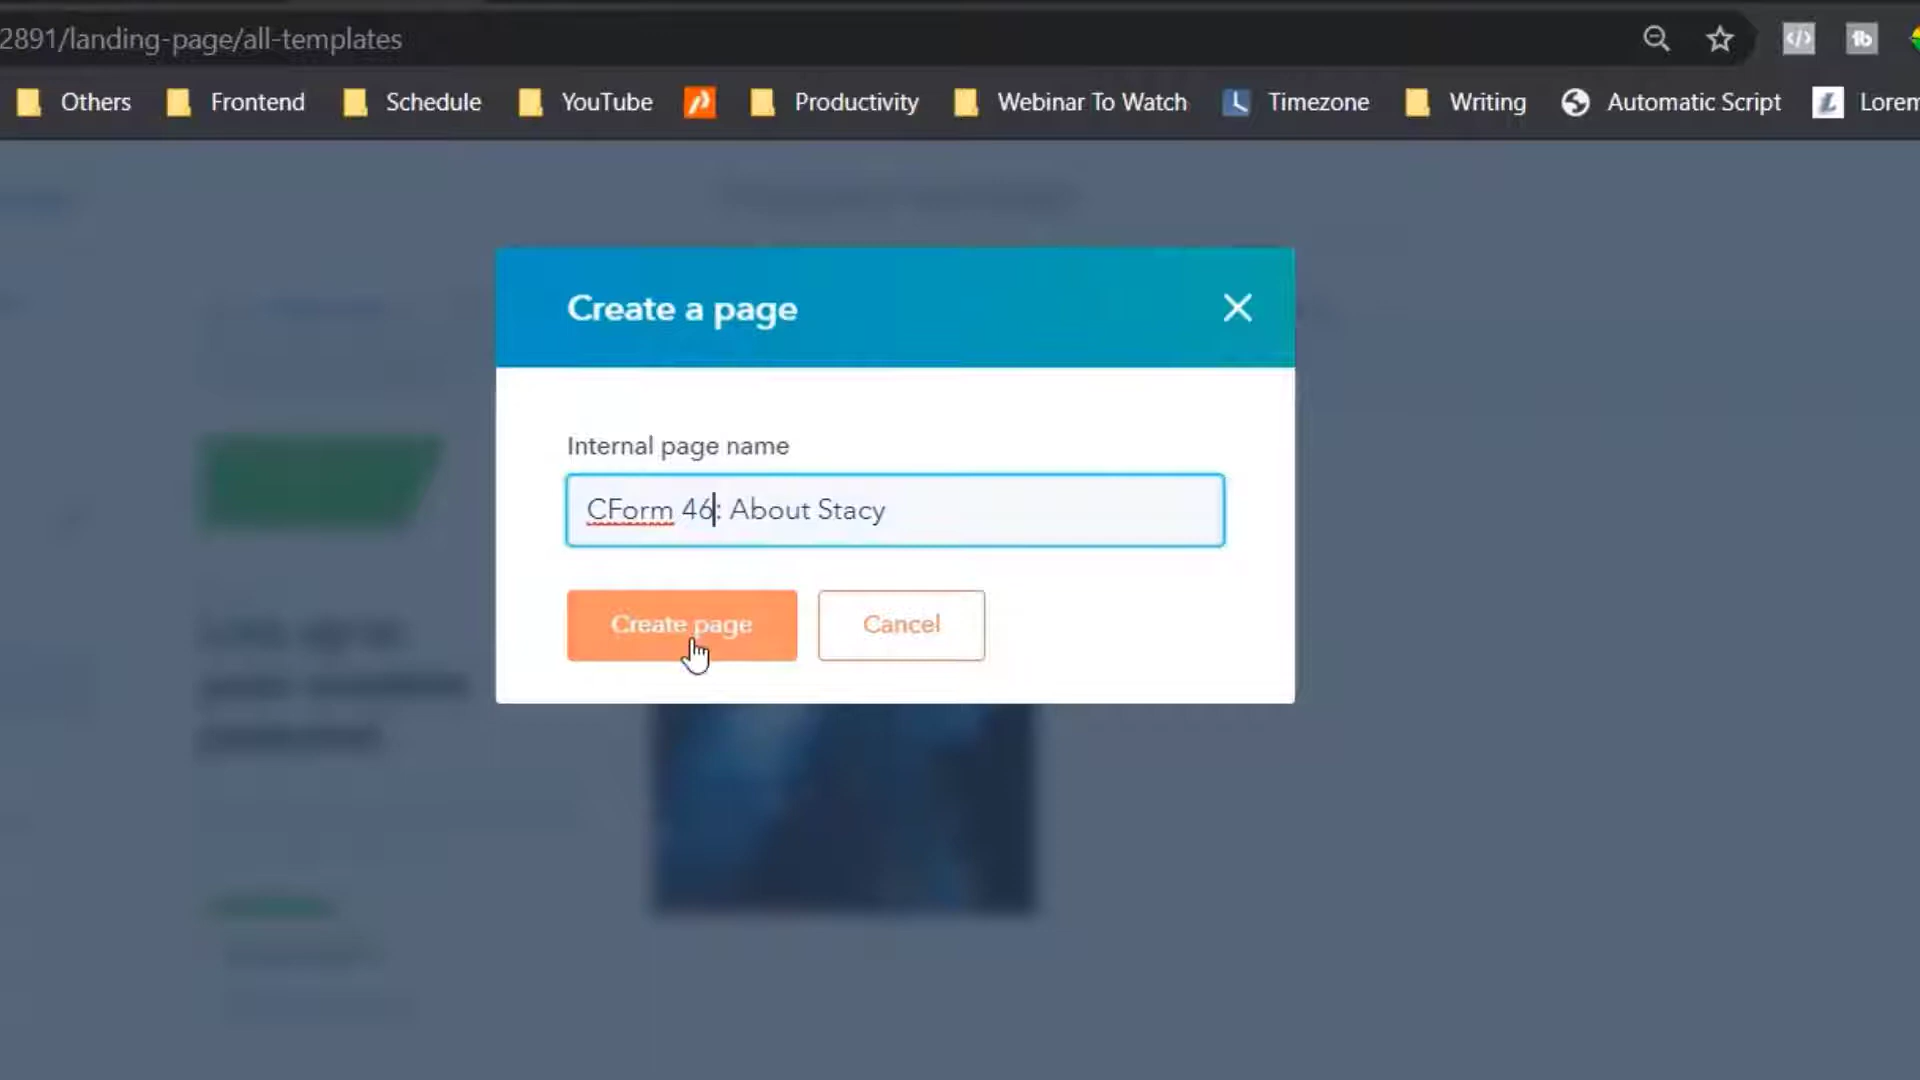 2891/landing-page/all-templates
Others Frontend Schedule YouTube Productivity Webinar To Watch Timezone Writing Automatic Script Lorem
Create a page
Internal page name
CForm 46: About Stacy
Create page Cancel